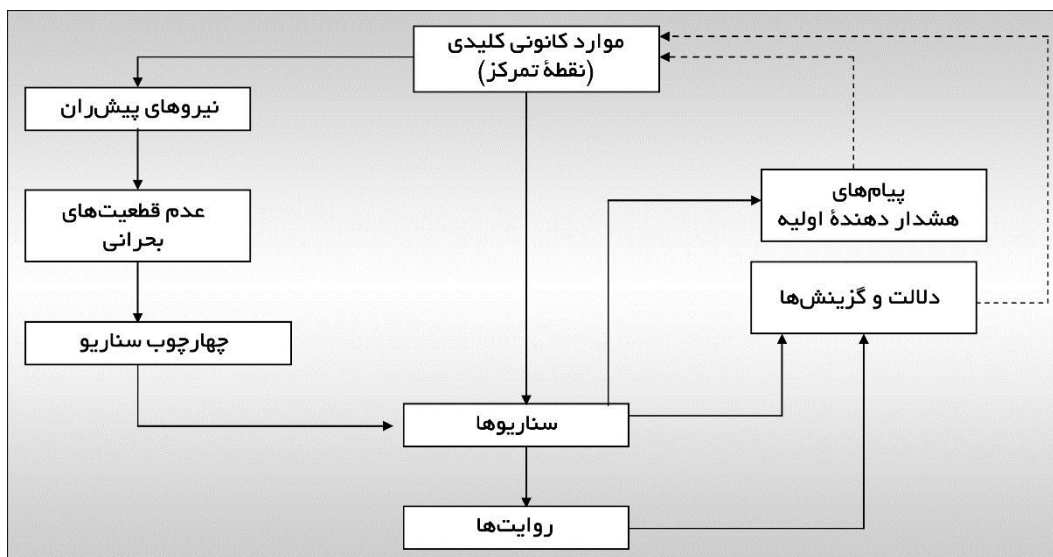 موارد کانونی کلیدی
(نقطهٔ تمرکز)
نیروهای پیش‌ران
عدم قطعیت‌های
بحرانی
چهارچوب سناریو
پیام‌های
هشدار دهندهٔ اولیه
دلالت و گزینش‌ها
سناریوها
روایت‌ها